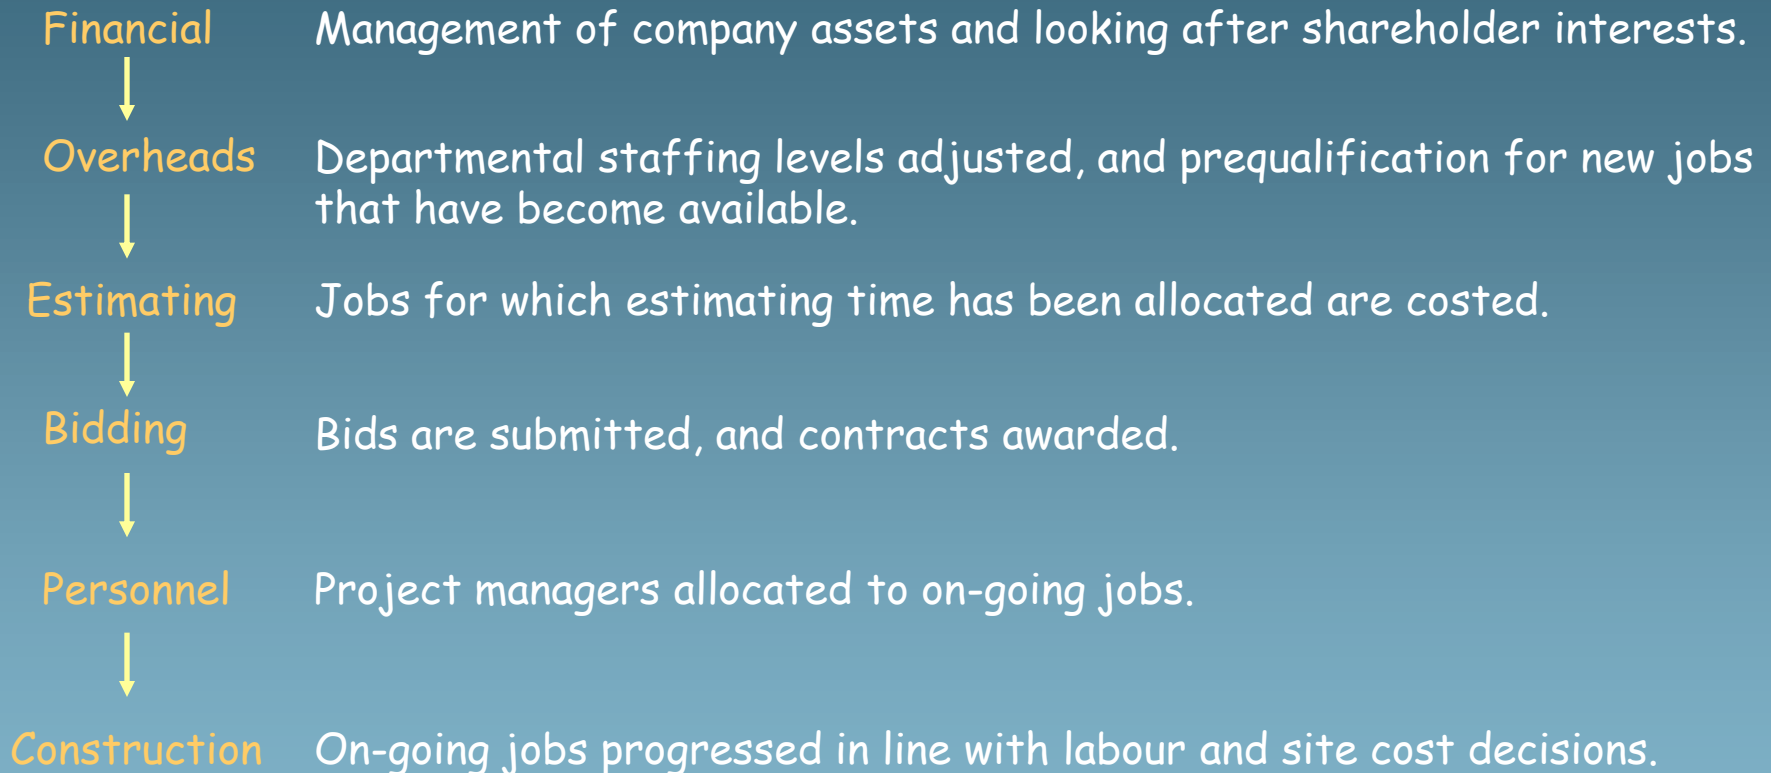 Financial Management of company assets and looking after shareholder interests.
Overheads Departmental staffing levels adjusted, and prequalification for new jobs
that have become available.
Estimating Jobs for which estimating time has been allocated are costed.
Bidding Bids are submitted, and contracts awarded.
Personnel Project managers allocated to on-going jobs.
Construction On-going jobs progressed in line with labour and site cost decisions.